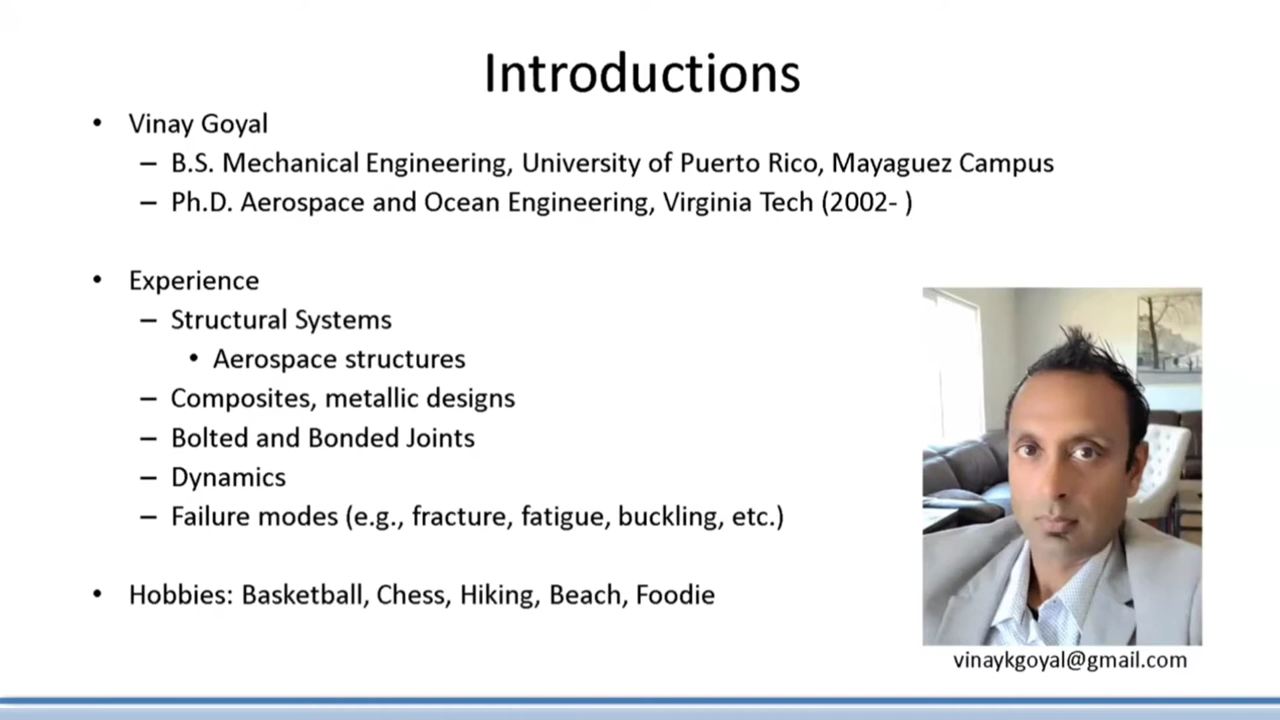 Introductions
• Vinay Goyal
– B.S. Mechanical Engineering, University of Puerto Rico, Mayaguez Campus
– Ph.D. Aerospace and Ocean Engineering, Virginia Tech (2002- )
• Experience
– Structural Systems
• Aerospace structures
– Composites, metallic designs
– Bolted and Bonded Joints
– Dynamics
– Failure modes (e.g., fracture, fatigue, buckling, etc.)
• Hobbies: Basketball, Chess, Hiking, Beach, Foodie
vinaykgoyal@gmail.com